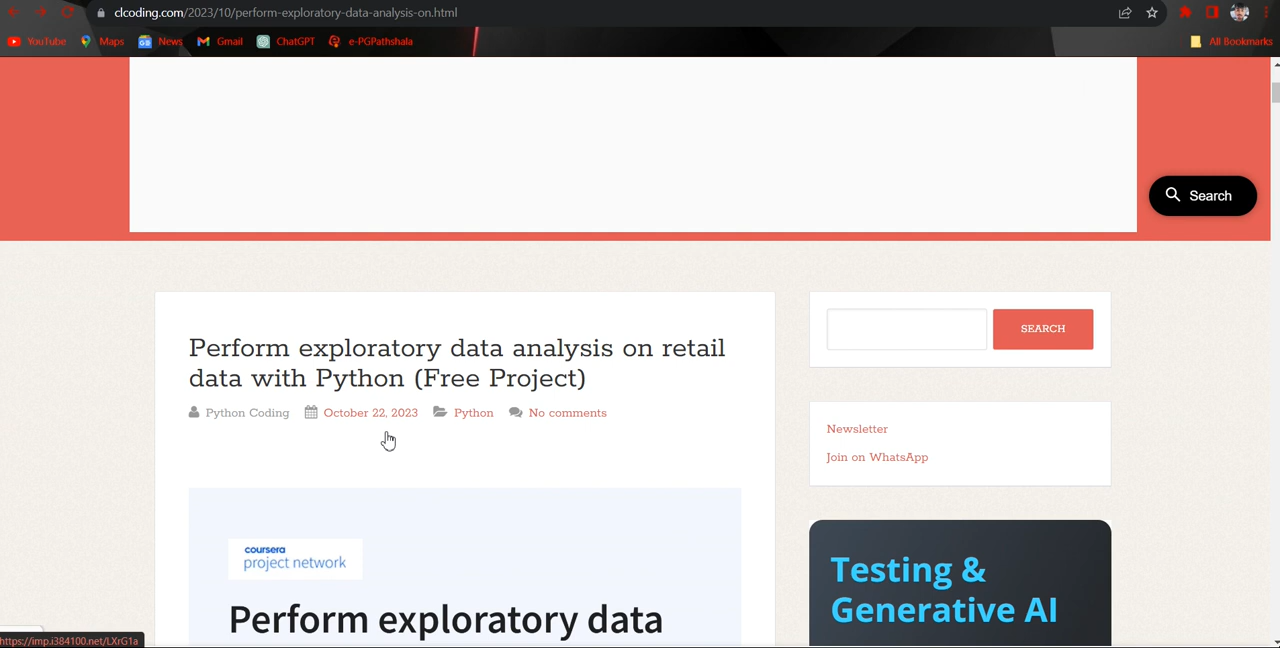 clcoding.com/2023/10/perform-exploratory-data-analysis-on.html
YouTube Maps News Gmail ChatGPT e-PGPathshala All Bookmarks
Search
Perform exploratory data analysis on retail
data with Python (Free Project)
Python Coding October 22, 2023 Python No comments
SEARCH
Newsletter
Join on WhatsApp
coursera
project network
Perform exploratory data
Testing &
Generative AI
https://imp.i384100.net/LXrG1a